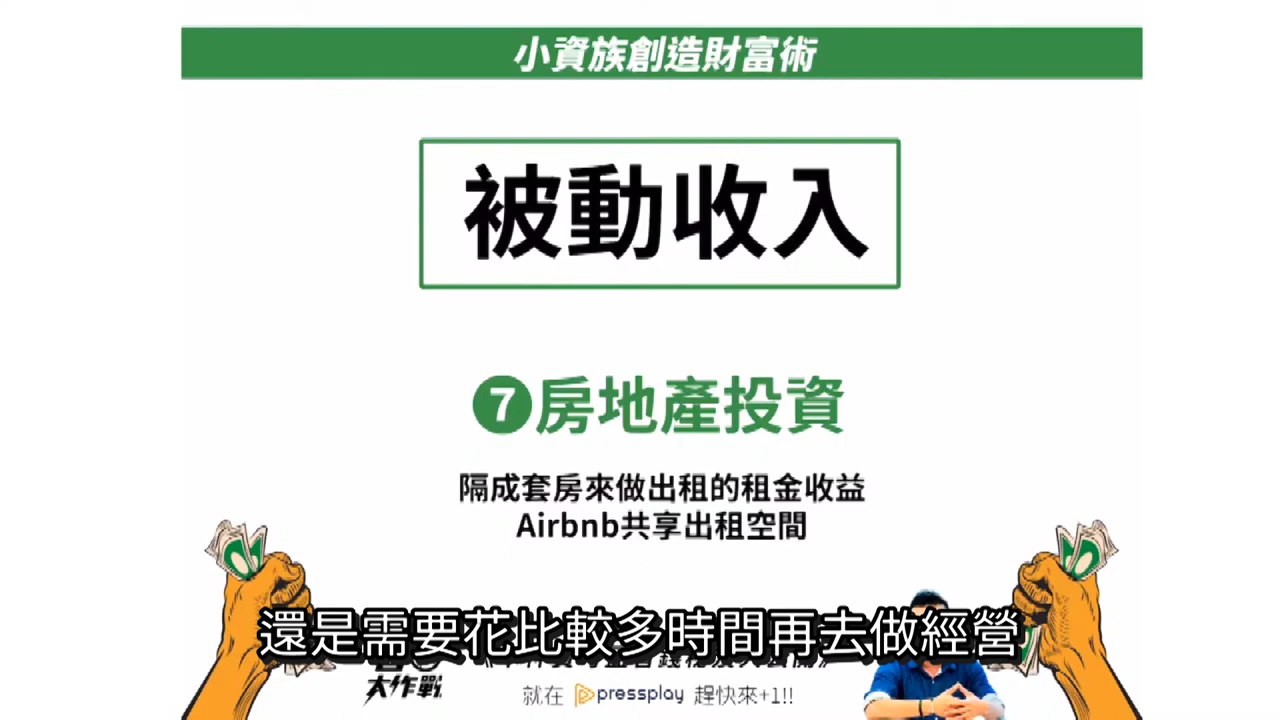 小資族創造財富術
被動收入
7房地產投資
隔成套房來做出租的租金收益
Airbnb共享出租空間
還是需要花比較多時間再去做經營
大作戰
就在 pressplay 趕快來+1!!